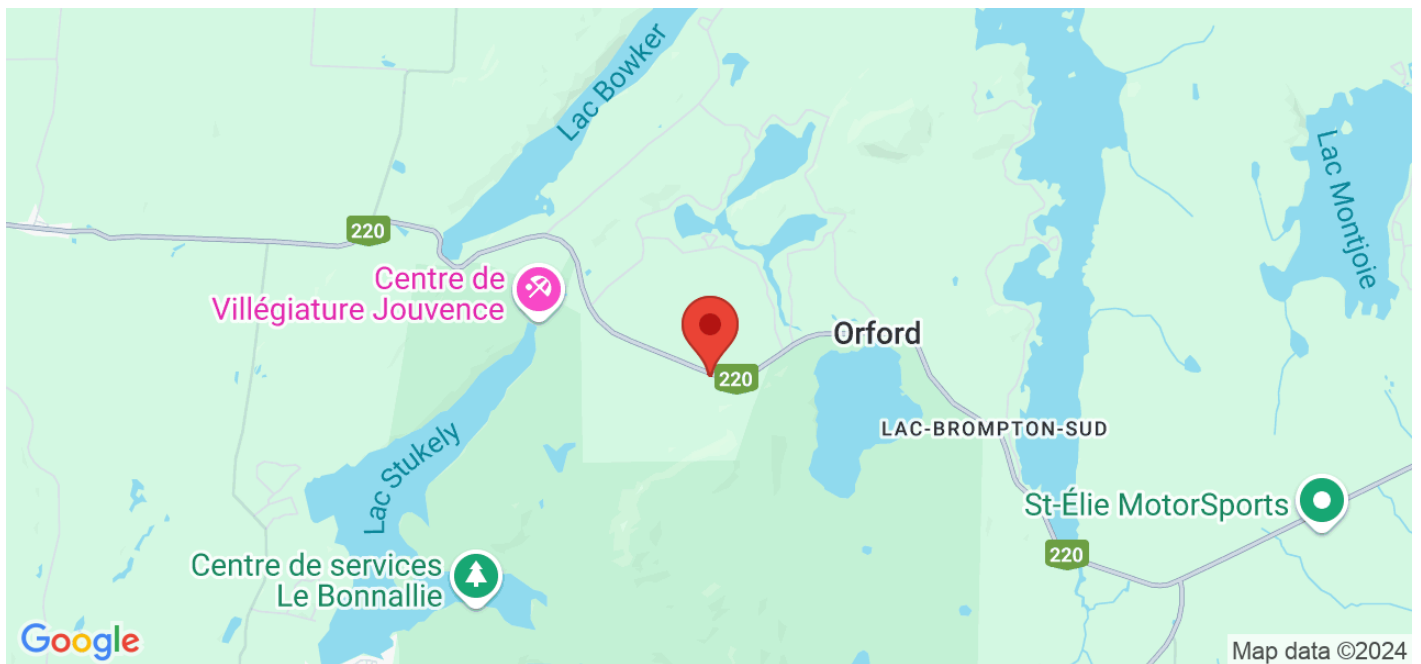 Lac Bowker
Lac Montjoie
220
Centre de
Villégiature Jouvence
Orford
220
LAC-BROMPTON-SUD
Lac Stukely
St-Élie MotorSports
220
Centre de services
Le Bonnallie
Google
Map data ©2024